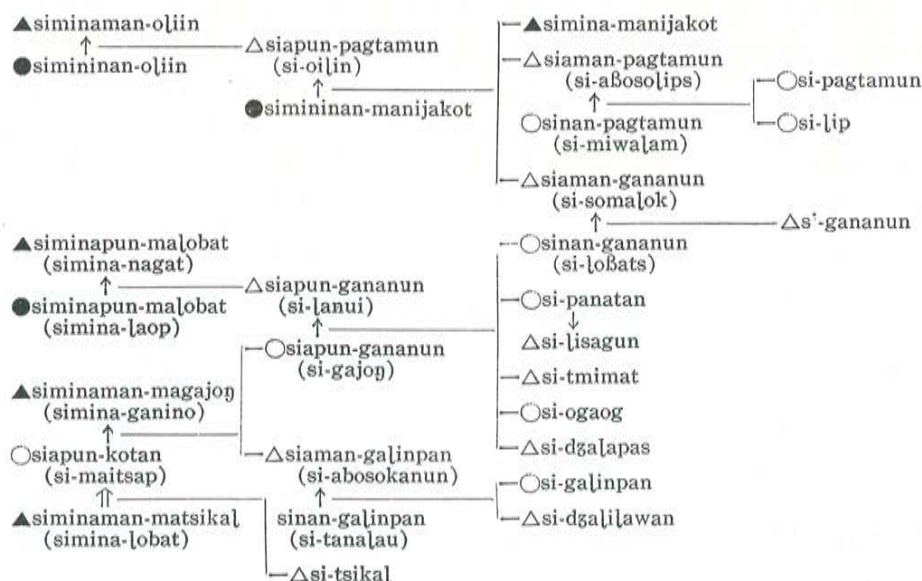 ▲siminaman-oḷiin
●simininan-oḷiin
△siapun-pagtamun
(si-oiḷin)
●simininan-manijakot
▲simina-manijakot
△siaman-pagtamun
(si-aßosoḷips)
○sinan-pagtamun
(si-miwaḷam)
○si-pagtamun
○si-ḷip
△siaman-gananun
(si-somaḷok)
△s'-gananun
○sinan-gananun
(si-ḷoßats)
▲siminapun-maḷobat
(simina-nagat)
●siminapun-maḷobat
(simina-ḷaop)
△siapun-gananun
(si-ḷanui)
○siapun-gananun
(si-gajoŋ)
○si-panatan
△si-ḷisagun
△si-tmimat
○si-ogaog
△si-dʒaḷapas
▲siminaman-magajoŋ
(simina-ganino)
○siapun-kotan
(si-maitsap)
▲siminaman-matsikaḷ
(simina-ḷobat)
△siaman-gaḷinpan
(si-abosokanun)
sinan-gaḷinpan
(si-tanaḷau)
△si-tsikaḷ
○si-gaḷinpan
△si-dʒaḷiḷawan